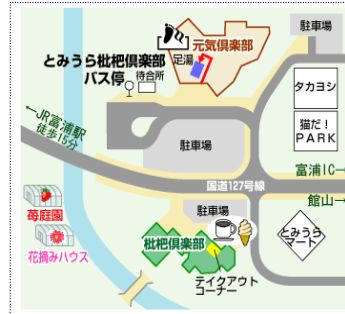 駐車場
元気倶楽部
足湯
とみうら枇杷倶楽部
バス停
待合所
タカヨシ
猫だ！
PARK
←JR富浦駅
徒歩15分
駐車場
富浦IC→
国道127号線
館山→
苺庭園
駐車場
とみうら
マート
花摘みハウス
枇杷倶楽部
テイクアウト
コーナー